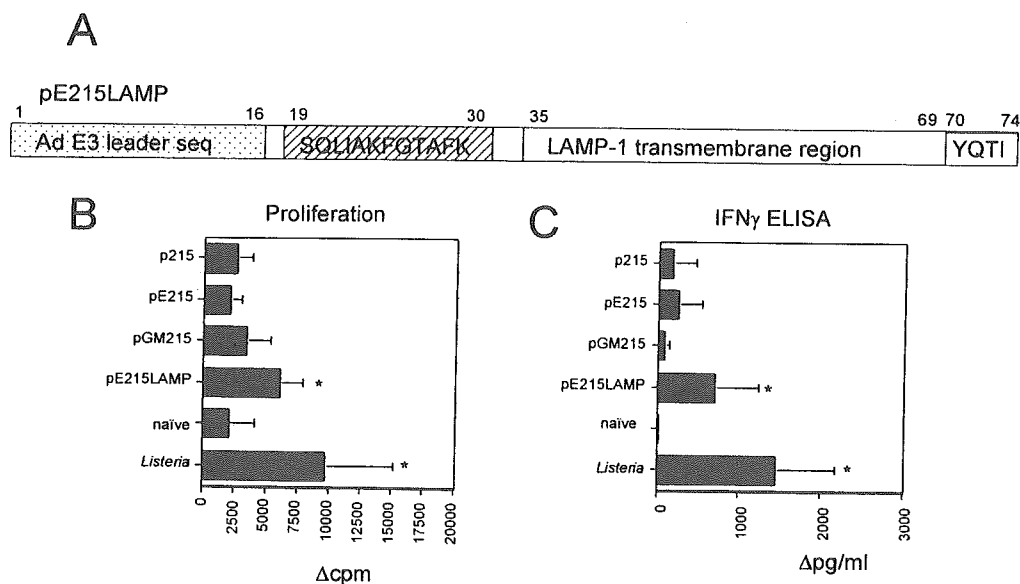 A
pE215LAMP
1 16 19 30 35 69 70 74
Ad E3 leader seq SQLIAKFGTAFK LAMP-1 transmembrane region YQTI
B
Proliferation
p215
pE215
pGM215
pE215LAMP *
naïve
Listeria *
0 2500 5000 7500 10000 12500 15000 17500 20000
Δcpm
C
IFNγ ELISA
p215
pE215
pGM215
pE215LAMP *
naïve
Listeria *
0 1000 2000 3000
Δpg/ml